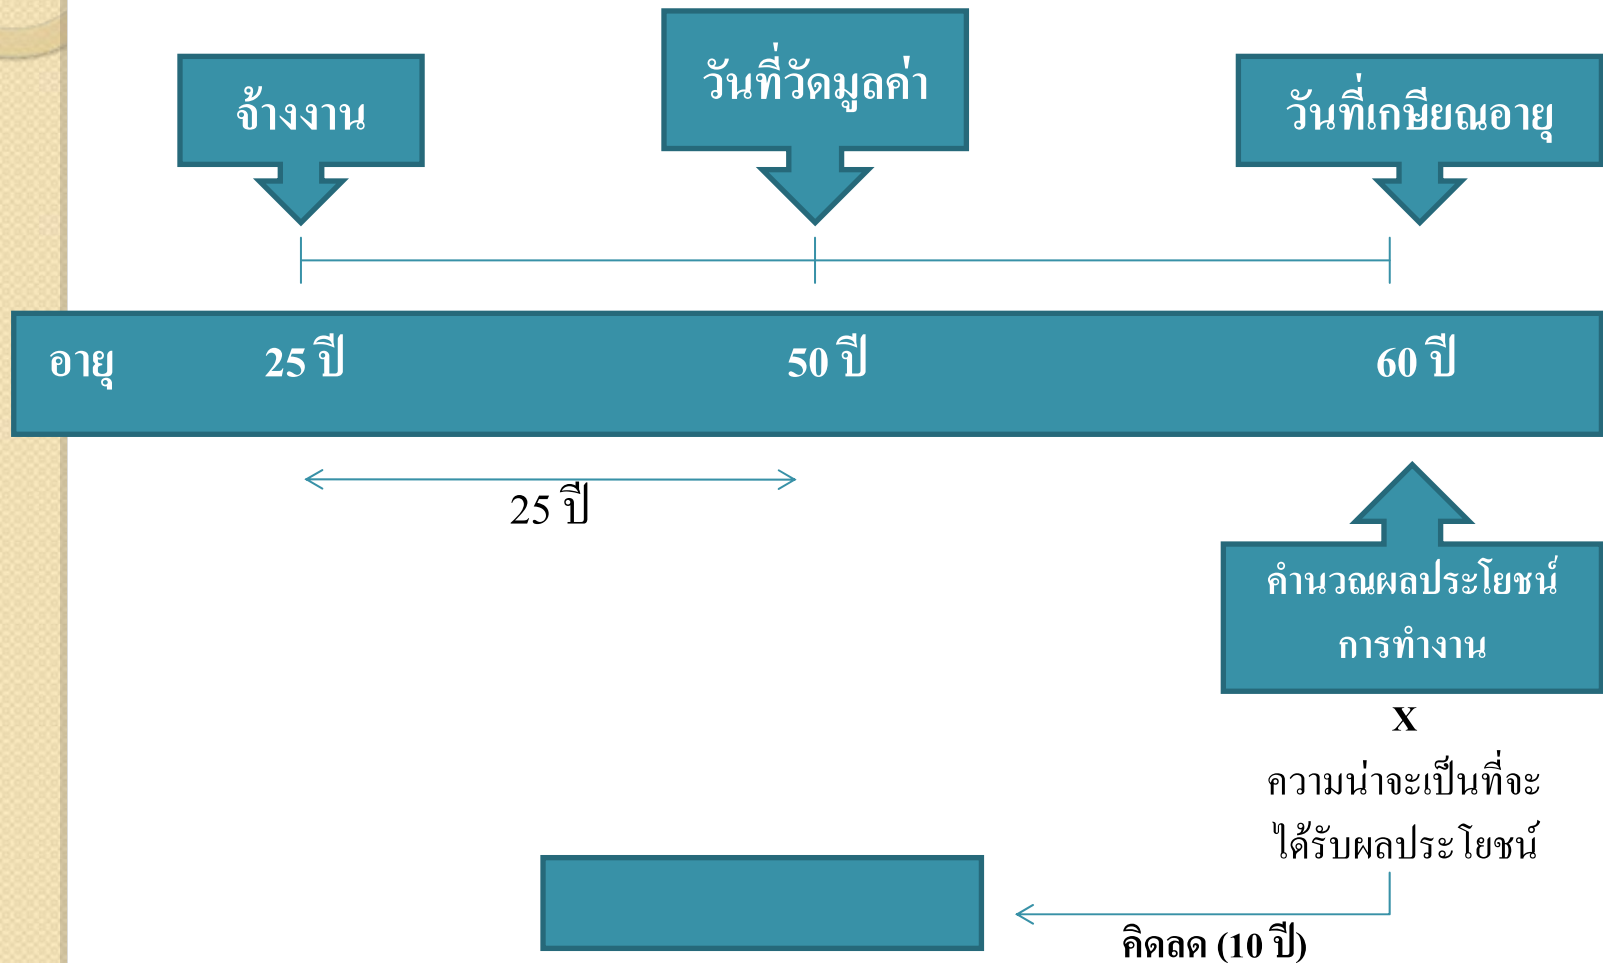 จ้างงาน
วันที่วัดมูลค่า
วันที่เกษียณอายุ
อายุ 25 ปี 50 ปี 60 ปี
25 ปี
คำนวณผลประโยชน์
การทำงาน
X
ความน่าจะเป็นที่จะ
ได้รับผลประโยชน์
คิดลด (10 ปี)